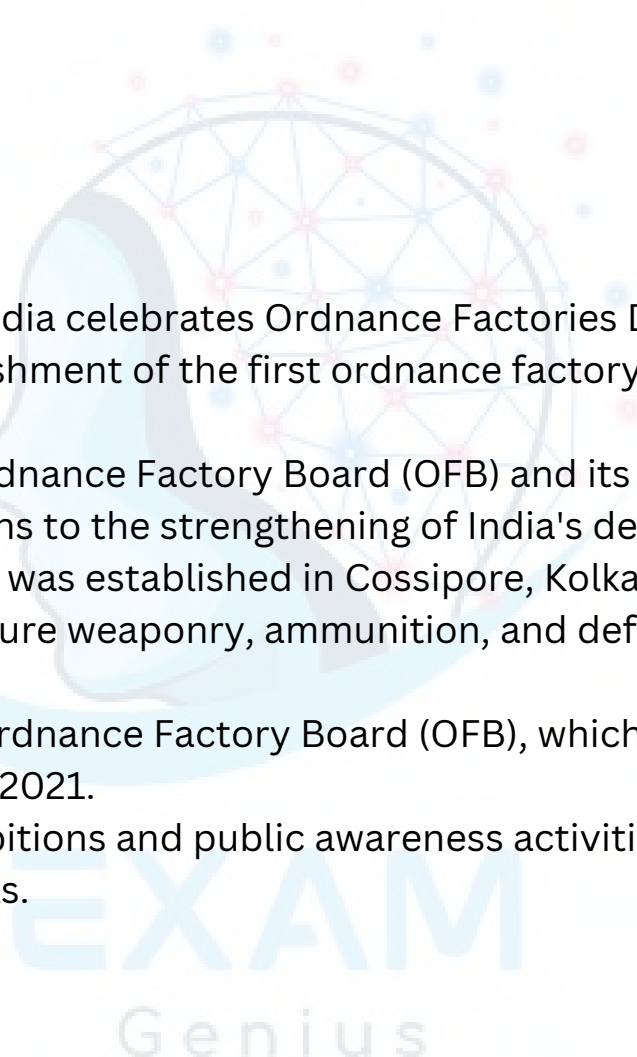 dia celebrates Ordnance Factories D
shment of the first ordnance factory
dnance Factory Board (OFB) and its
ns to the strengthening of India's de
was established in Cossipore, Kolka
ure weaponry, ammunition, and def
rdnance Factory Board (OFB), which
2021.
bitions and public awareness activiti
s.
EXAM
Genius